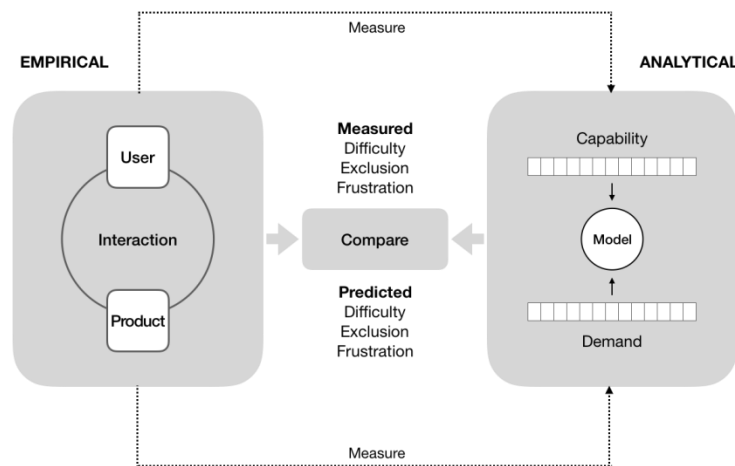 Measure
EMPIRICAL
ANALYTICAL
User
Interaction
Product
Measured
Difficulty
Exclusion
Frustration
Compare
Predicted
Difficulty
Exclusion
Frustration
Capability
Model
Demand
Measure